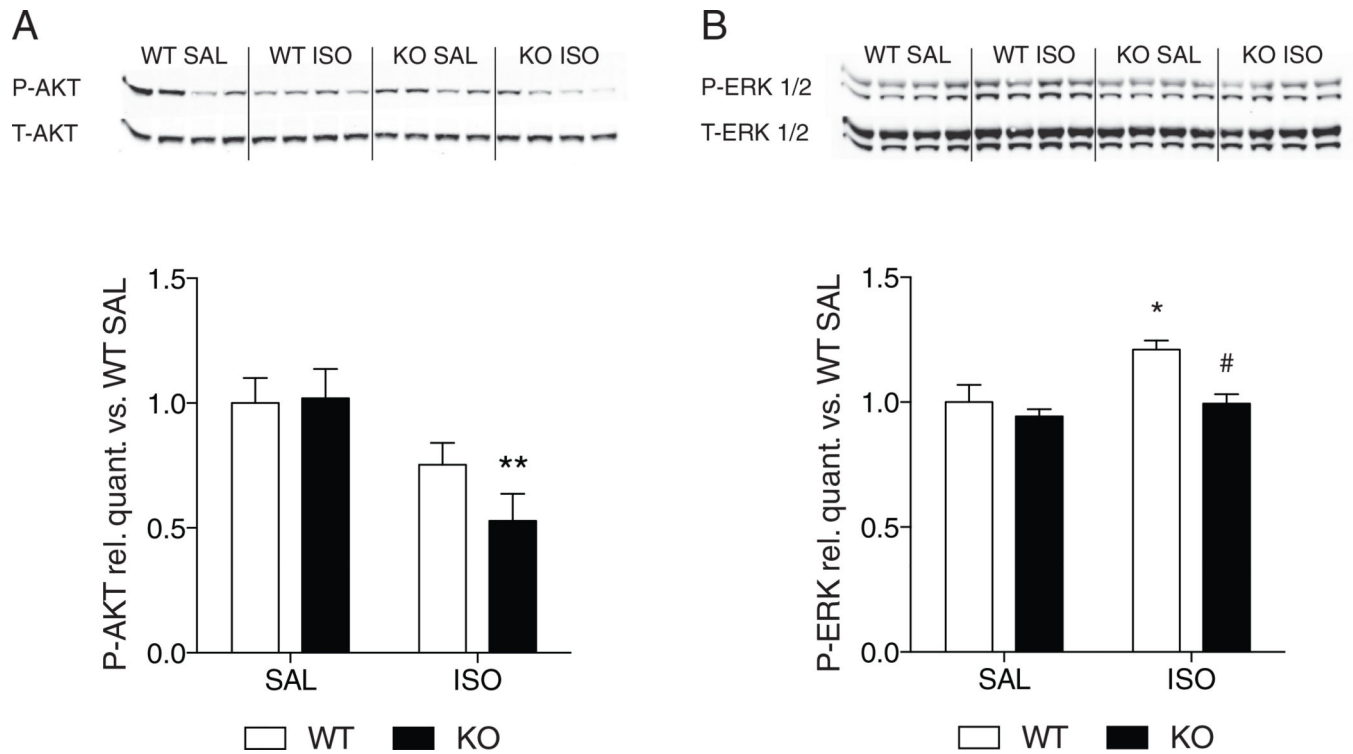 A
WT SAL WT ISO KO SAL KO ISO
P-AKT
T-AKT
P-AKT rel. quant. vs. WT SAL
1.5
1.0
0.5
0.0
**
SAL ISO
WT KO
B
WT SAL WT ISO KO SAL KO ISO
P-ERK 1/2
T-ERK 1/2
P-ERK rel. quant. vs. WT SAL
1.5
1.0
0.5
0.0
*
#
SAL ISO
WT KO